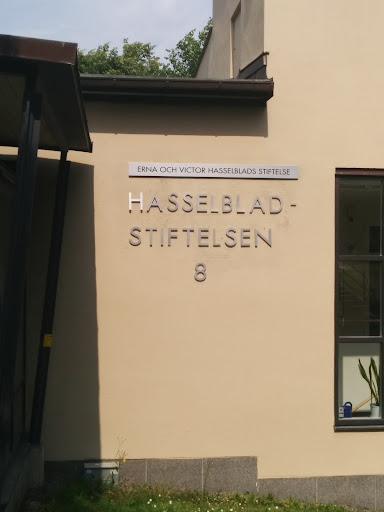 ERNA OCH VICTOR HASSELBLADS STIFTELSE
HASSELBLAD-
STIFTELSEN
8